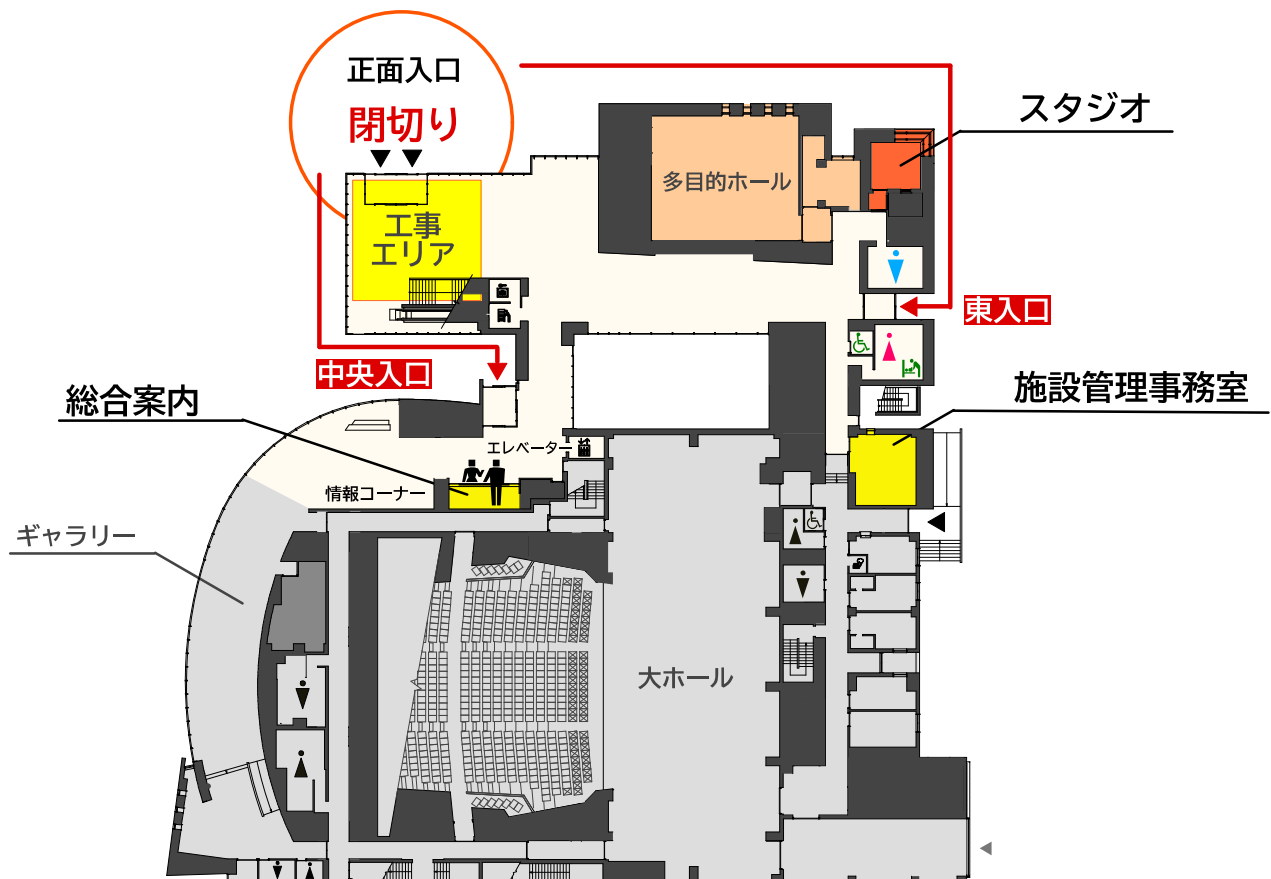 正面入口
閉切り
スタジオ
多目的ホール
工事
エリア
東入口
中央入口
総合案内
施設管理事務室
エレベーター
情報コーナー
ギャラリー
大ホール